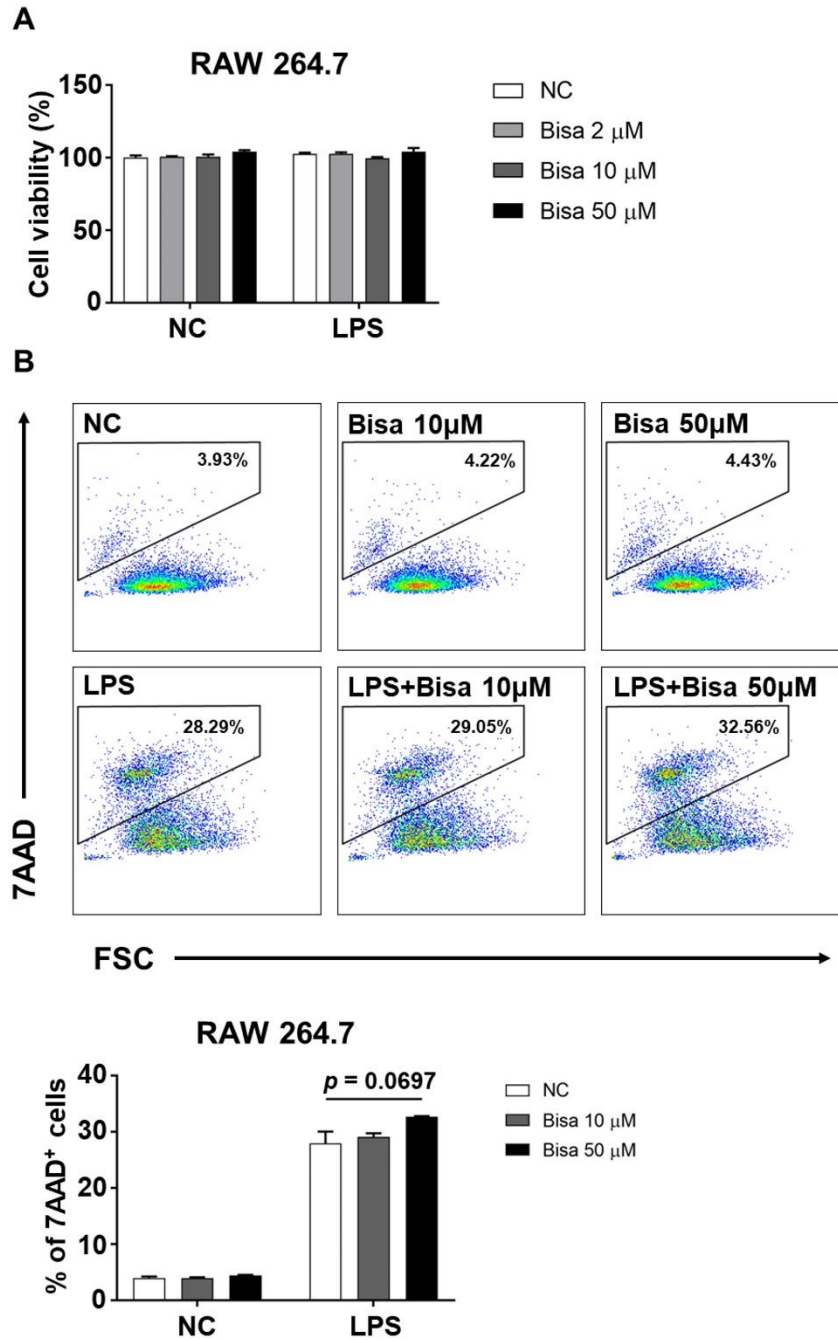 A
RAW 264.7
Cell viability (%)
150
100
50
0
NC
LPS
NC
Bisa 2 μM
Bisa 10 μM
Bisa 50 μM
B
NC
3.93%
Bisa 10μM
4.22%
Bisa 50μM
4.43%
LPS
28.29%
LPS+Bisa 10μM
29.05%
LPS+Bisa 50μM
32.56%
7AAD
FSC
RAW 264.7
% of 7AAD⁺ cells
40
30
20
10
0
p = 0.0697
NC
LPS
NC
Bisa 10 μM
Bisa 50 μM